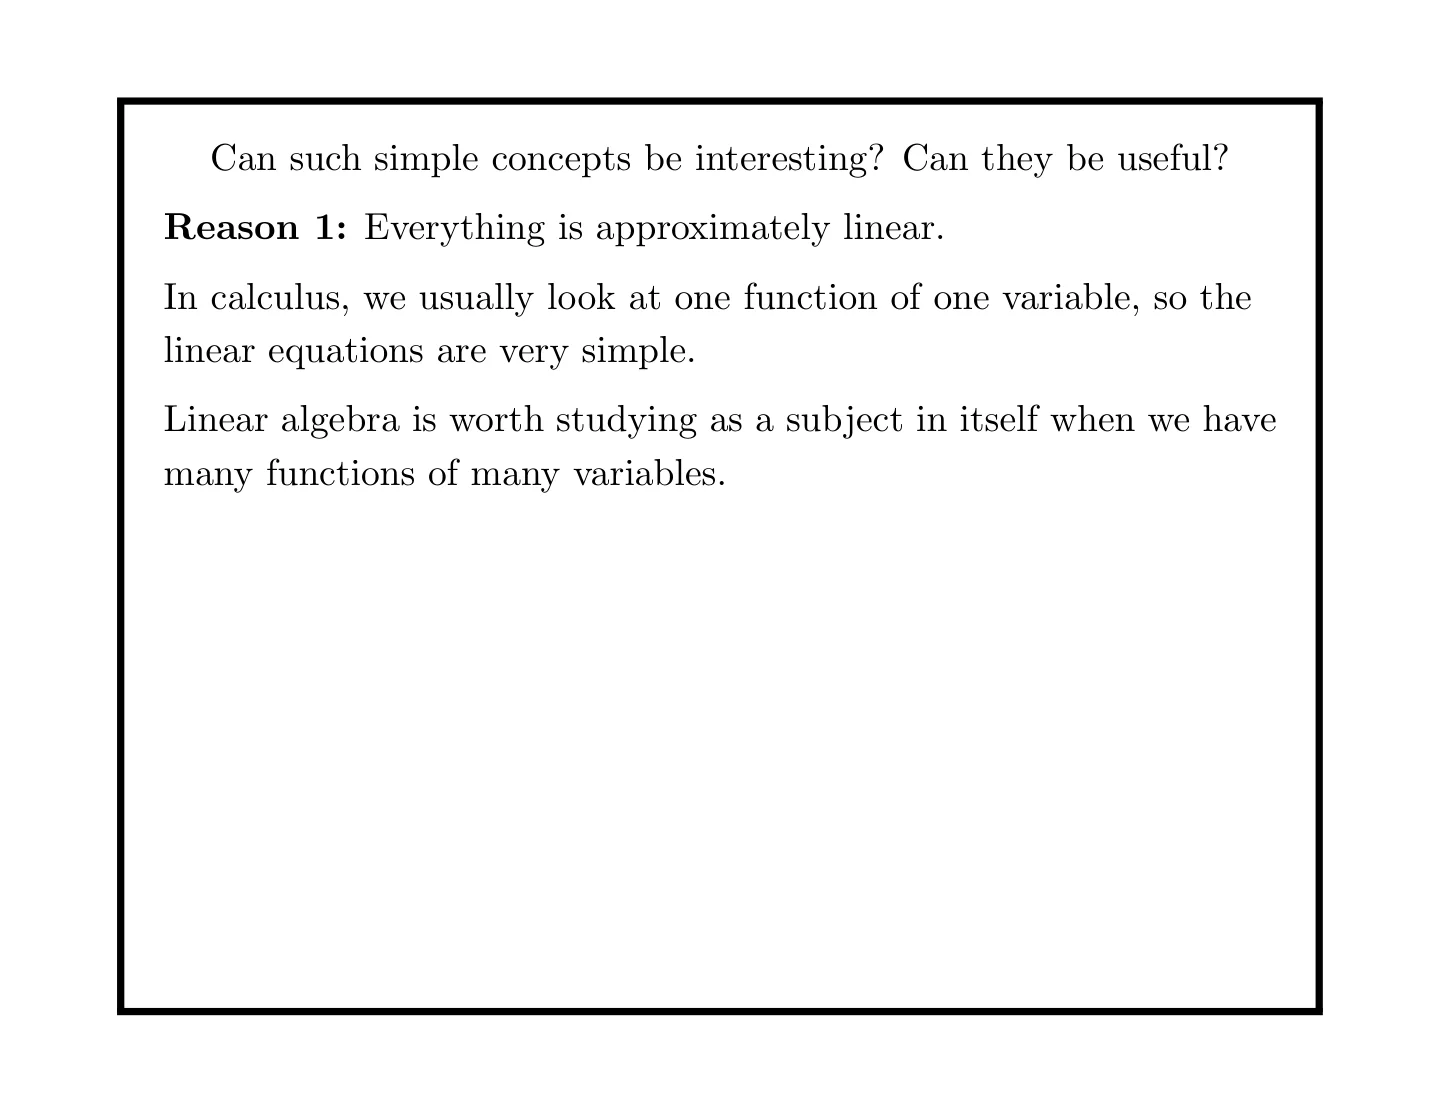 Can such simple concepts be interesting? Can they be useful?
Reason 1: Everything is approximately linear.
In calculus, we usually look at one function of one variable, so the
linear equations are very simple.
Linear algebra is worth studying as a subject in itself when we have
many functions of many variables.